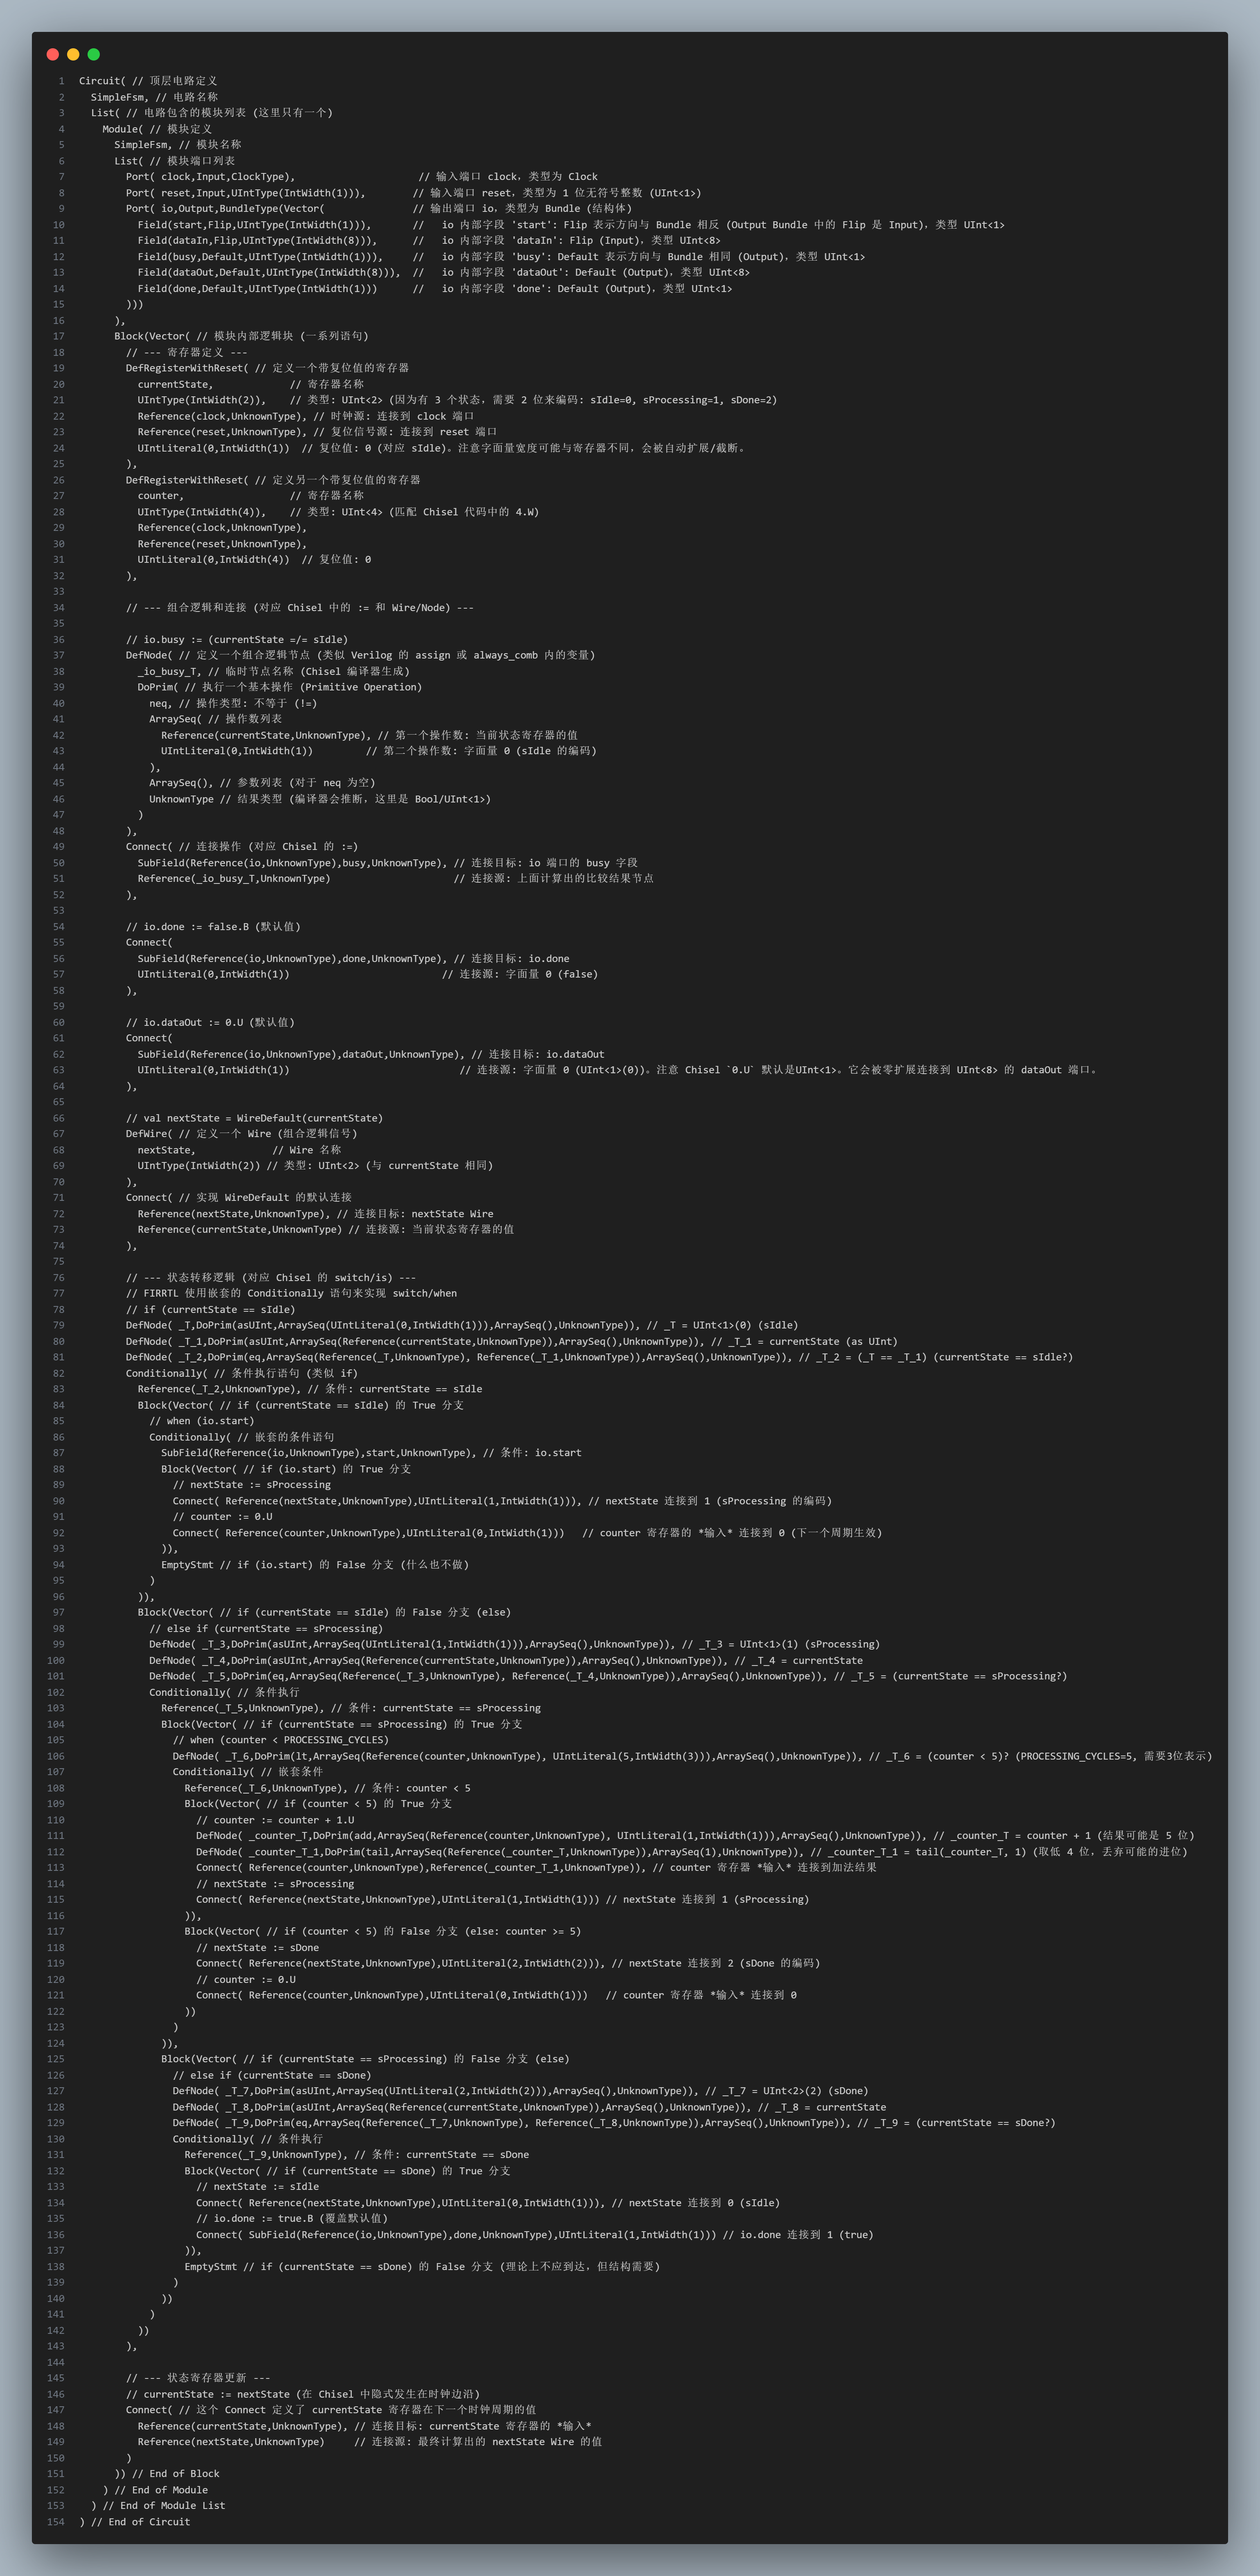 1 Circuit( // 顶层电路定义
2   SimpleFsm, // 电路名称
3   List( // 电路包含的模块列表 (这里只有一个)
4     Module( // 模块定义
5       SimpleFsm, // 模块名称
6       List( // 模块端口列表
7         Port( clock,Input,ClockType),                     // 输入端口 clock，类型为 Clock
8         Port( reset,Input,UIntType(IntWidth(1))),        // 输入端口 reset，类型为 1 位无符号整数 (UInt<1>)
9         Port( io,Output,BundleType(Vector(               // 输出端口 io，类型为 Bundle (结构体)
10           Field(start,Flip,UIntType(IntWidth(1))),       //   io 内部字段 'start': Flip 表示方向与 Bundle 相反 (Output Bundle 中的 Flip 是 Input)，类型 UInt<1>
11           Field(dataIn,Flip,UIntType(IntWidth(8))),      //   io 内部字段 'dataIn': Flip (Input)，类型 UInt<8>
12           Field(busy,Default,UIntType(IntWidth(1))),     //   io 内部字段 'busy': Default 表示方向与 Bundle 相同 (Output)，类型 UInt<1>
13           Field(dataOut,Default,UIntType(IntWidth(8))),  //   io 内部字段 'dataOut': Default (Output)，类型 UInt<8>
14           Field(done,Default,UIntType(IntWidth(1)))      //   io 内部字段 'done': Default (Output)，类型 UInt<1>
15         )))
16       ),
17       Block(Vector( // 模块内部逻辑块 (一系列语句)
18         // --- 寄存器定义 ---
19         DefRegisterWithReset( // 定义一个带复位值的寄存器
20           currentState,             // 寄存器名称
21           UIntType(IntWidth(2)),    // 类型: UInt<2> (因为有 3 个状态，需要 2 位来编码: sIdle=0, sProcessing=1, sDone=2)
22           Reference(clock,UnknownType), // 时钟源: 连接到 clock 端口
23           Reference(reset,UnknownType), // 复位信号源: 连接到 reset 端口
24           UIntLiteral(0,IntWidth(1))  // 复位值: 0 (对应 sIdle)。注意字面量宽度可能与寄存器不同，会被自动扩展/截断。
25         ),
26         DefRegisterWithReset( // 定义另一个带复位值的寄存器
27           counter,                  // 寄存器名称
28           UIntType(IntWidth(4)),    // 类型: UInt<4> (匹配 Chisel 代码中的 4.W)
29           Reference(clock,UnknownType),
30           Reference(reset,UnknownType),
31           UIntLiteral(0,IntWidth(4))  // 复位值: 0
32         ),
33
34         // --- 组合逻辑和连接 (对应 Chisel 中的 := 和 Wire/Node) ---
35
36         // io.busy := (currentState =/= sIdle)
37         DefNode( // 定义一个组合逻辑节点 (类似 Verilog 的 assign 或 always_comb 内的变量)
38           _io_busy_T, // 临时节点名称 (Chisel 编译器生成)
39           DoPrim( // 执行一个基本操作 (Primitive Operation)
40             neq, // 操作类型: 不等于 (!=)
41             ArraySeq( // 操作数列表
42               Reference(currentState,UnknownType), // 第一个操作数: 当前状态寄存器的值
43               UIntLiteral(0,IntWidth(1))         // 第二个操作数: 字面量 0 (sIdle 的编码)
44             ),
45             ArraySeq(), // 参数列表 (对于 neq 为空)
46             UnknownType // 结果类型 (编译器会推断，这里是 Bool/UInt<1>)
47           )
48         ),
49         Connect( // 连接操作 (对应 Chisel 的 :=)
50           SubField(Reference(io,UnknownType),busy,UnknownType), // 连接目标: io 端口的 busy 字段
51           Reference(_io_busy_T,UnknownType)                     // 连接源: 上面计算出的比较结果节点
52         ),
53
54         // io.done := false.B (默认值)
55         Connect(
56           SubField(Reference(io,UnknownType),done,UnknownType), // 连接目标: io.done
57           UIntLiteral(0,IntWidth(1))                          // 连接源: 字面量 0 (false)
58         ),
59
60         // io.dataOut := 0.U (默认值)
61         Connect(
62           SubField(Reference(io,UnknownType),dataOut,UnknownType), // 连接目标: io.dataOut
63           UIntLiteral(0,IntWidth(1))                             // 连接源: 字面量 0 (UInt<1>(0))。注意 Chisel `0.U` 默认是UInt<1>。它会被零扩展连接到 UInt<8> 的 dataOut 端口。
64         ),
65
66         // val nextState = WireDefault(currentState)
67         DefWire( // 定义一个 Wire (组合逻辑信号)
68           nextState,             // Wire 名称
69           UIntType(IntWidth(2)) // 类型: UInt<2> (与 currentState 相同)
70         ),
71         Connect( // 实现 WireDefault 的默认连接
72           Reference(nextState,UnknownType), // 连接目标: nextState Wire
73           Reference(currentState,UnknownType) // 连接源: 当前状态寄存器的值
74         ),
75
76         // --- 状态转移逻辑 (对应 Chisel 的 switch/is) ---
77         // FIRRTL 使用嵌套的 Conditionally 语句来实现 switch/when
78         // if (currentState == sIdle)
79         DefNode( _T,DoPrim(asUInt,ArraySeq(UIntLiteral(0,IntWidth(1))),ArraySeq(),UnknownType)), // _T = UInt<1>(0) (sIdle)
80         DefNode( _T_1,DoPrim(asUInt,ArraySeq(Reference(currentState,UnknownType)),ArraySeq(),UnknownType)), // _T_1 = currentState (as UInt)
81         DefNode( _T_2,DoPrim(eq,ArraySeq(Reference(_T,UnknownType), Reference(_T_1,UnknownType)),ArraySeq(),UnknownType)), // _T_2 = (_T == _T_1) (currentState == sIdle?)
82         Conditionally( // 条件执行语句 (类似 if)
83           Reference(_T_2,UnknownType), // 条件: currentState == sIdle
84           Block(Vector( // if (currentState == sIdle) 的 True 分支
85             // when (io.start)
86             Conditionally( // 嵌套的条件语句
87               SubField(Reference(io,UnknownType),start,UnknownType), // 条件: io.start
88               Block(Vector( // if (io.start) 的 True 分支
89                 // nextState := sProcessing
90                 Connect( Reference(nextState,UnknownType),UIntLiteral(1,IntWidth(1))), // nextState 连接到 1 (sProcessing 的编码)
91                 // counter := 0.U
92                 Connect( Reference(counter,UnknownType),UIntLiteral(0,IntWidth(1)))   // counter 寄存器的 *输入* 连接到 0 (下一个周期生效)
93               )),
94               EmptyStmt // if (io.start) 的 False 分支 (什么也不做)
95             )
96           )),
97           Block(Vector( // if (currentState == sIdle) 的 False 分支 (else)
98             // else if (currentState == sProcessing)
99             DefNode( _T_3,DoPrim(asUInt,ArraySeq(UIntLiteral(1,IntWidth(1))),ArraySeq(),UnknownType)), // _T_3 = UInt<1>(1) (sProcessing)
100             DefNode( _T_4,DoPrim(asUInt,ArraySeq(Reference(currentState,UnknownType)),ArraySeq(),UnknownType)), // _T_4 = currentState
101             DefNode( _T_5,DoPrim(eq,ArraySeq(Reference(_T_3,UnknownType), Reference(_T_4,UnknownType)),ArraySeq(),UnknownType)), // _T_5 = (currentState == sProcessing?)
102             Conditionally( // 条件执行
103               Reference(_T_5,UnknownType), // 条件: currentState == sProcessing
104               Block(Vector( // if (currentState == sProcessing) 的 True 分支
105                 // when (counter < PROCESSING_CYCLES)
106                 DefNode( _T_6,DoPrim(lt,ArraySeq(Reference(counter,UnknownType), UIntLiteral(5,IntWidth(3))),ArraySeq(),UnknownType)), // _T_6 = (counter < 5)? (PROCESSING_CYCLES=5, 需要3位表示)
107                 Conditionally( // 嵌套条件
108                   Reference(_T_6,UnknownType), // 条件: counter < 5
109                   Block(Vector( // if (counter < 5) 的 True 分支
110                     // counter := counter + 1.U
111                     DefNode( _counter_T,DoPrim(add,ArraySeq(Reference(counter,UnknownType), UIntLiteral(1,IntWidth(1))),ArraySeq(),UnknownType)), // _counter_T = counter + 1 (结果可能是 5 位)
112                     DefNode( _counter_T_1,DoPrim(tail,ArraySeq(Reference(_counter_T,UnknownType)),ArraySeq(1),UnknownType)), // _counter_T_1 = tail(_counter_T, 1) (取低 4 位，丢弃可能的进位)
113                     Connect( Reference(counter,UnknownType),Reference(_counter_T_1,UnknownType)), // counter 寄存器 *输入* 连接到加法结果
114                     // nextState := sProcessing
115                     Connect( Reference(nextState,UnknownType),UIntLiteral(1,IntWidth(1))) // nextState 连接到 1 (sProcessing)
116                   )),
117                   Block(Vector( // if (counter < 5) 的 False 分支 (else: counter >= 5)
118                     // nextState := sDone
119                     Connect( Reference(nextState,UnknownType),UIntLiteral(2,IntWidth(2))), // nextState 连接到 2 (sDone 的编码)
120                     // counter := 0.U
121                     Connect( Reference(counter,UnknownType),UIntLiteral(0,IntWidth(1)))   // counter 寄存器 *输入* 连接到 0
122                   ))
123                 )
124               )),
125               Block(Vector( // if (currentState == sProcessing) 的 False 分支 (else)
126                 // else if (currentState == sDone)
127                 DefNode( _T_7,DoPrim(asUInt,ArraySeq(UIntLiteral(2,IntWidth(2))),ArraySeq(),UnknownType)), // _T_7 = UInt<2>(2) (sDone)
128                 DefNode( _T_8,DoPrim(asUInt,ArraySeq(Reference(currentState,UnknownType)),ArraySeq(),UnknownType)), // _T_8 = currentState
129                 DefNode( _T_9,DoPrim(eq,ArraySeq(Reference(_T_7,UnknownType), Reference(_T_8,UnknownType)),ArraySeq(),UnknownType)), // _T_9 = (currentState == sDone?)
130                 Conditionally( // 条件执行
131                   Reference(_T_9,UnknownType), // 条件: currentState == sDone
132                   Block(Vector( // if (currentState == sDone) 的 True 分支
133                     // nextState := sIdle
134                     Connect( Reference(nextState,UnknownType),UIntLiteral(0,IntWidth(1))), // nextState 连接到 0 (sIdle)
135                     // io.done := true.B (覆盖默认值)
136                     Connect( SubField(Reference(io,UnknownType),done,UnknownType),UIntLiteral(1,IntWidth(1))) // io.done 连接到 1 (true)
137                   )),
138                   EmptyStmt // if (currentState == sDone) 的 False 分支 (理论上不应到达，但结构需要)
139                 )
140               ))
141             )
142           ))
143         ),
144
145         // --- 状态寄存器更新 ---
146         // currentState := nextState (在 Chisel 中隐式发生在时钟边沿)
147         Connect( // 这个 Connect 定义了 currentState 寄存器在下一个时钟周期的值
148           Reference(currentState,UnknownType), // 连接目标: currentState 寄存器的 *输入*
149           Reference(nextState,UnknownType)     // 连接源: 最终计算出的 nextState Wire 的值
150         )
151       )) // End of Block
152     ) // End of Module
153   ) // End of Module List
154 ) // End of Circuit